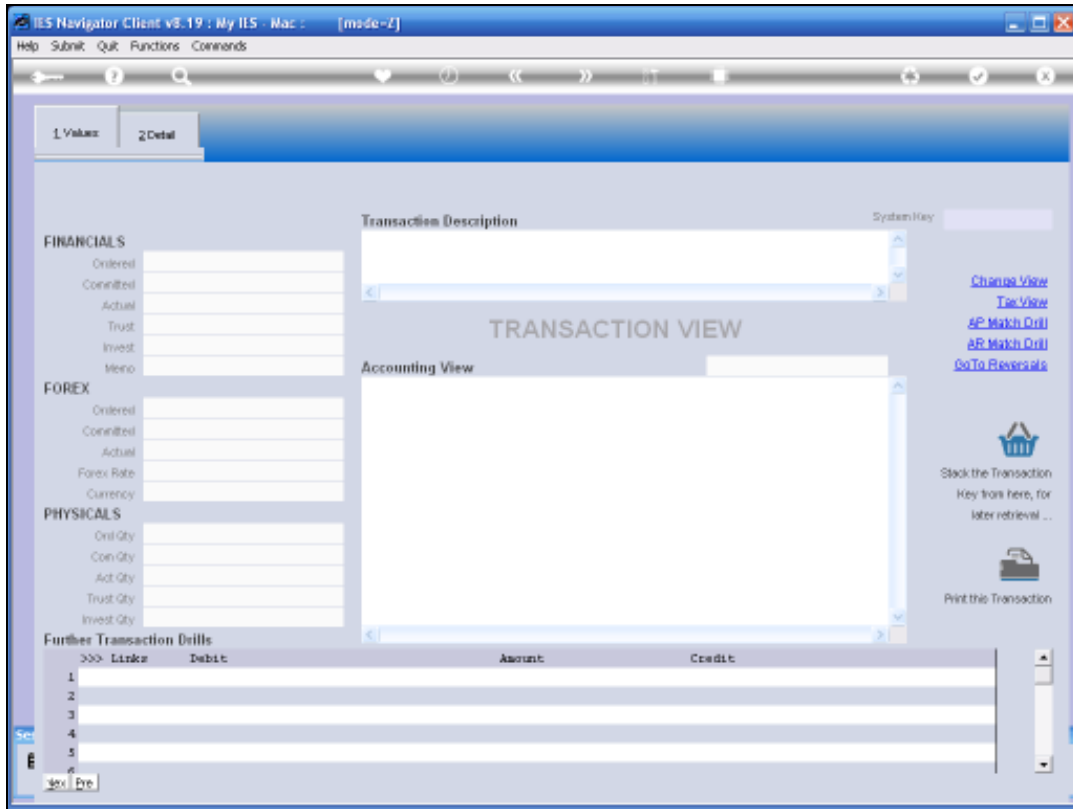 IES Navigator Client v8.19 : My IES - Mac : [mode=Z]
Help Submit Quit Functions Commands
1 Values 2 Detail
Transaction Description System Key
FINANCIALS
Ordered
Committed
Actual
Trust
Invest
Memo
Change View
Tax View
AP Match Drill
AR Match Drill
GoTo Reversals
TRANSACTION VIEW
Accounting View
FOREX
Ordered
Committed
Actual
Forex Rate
Currency
PHYSICALS
Ord Qty
Com Qty
Act Qty
Trust Qty
Invest Qty
Stack the Transaction
Key from here, for
later retrieval ...
Print this Transaction
Further Transaction Drills
>>> Links Debit Amount Credit
1
2
3
4
5
6
Nex Pre